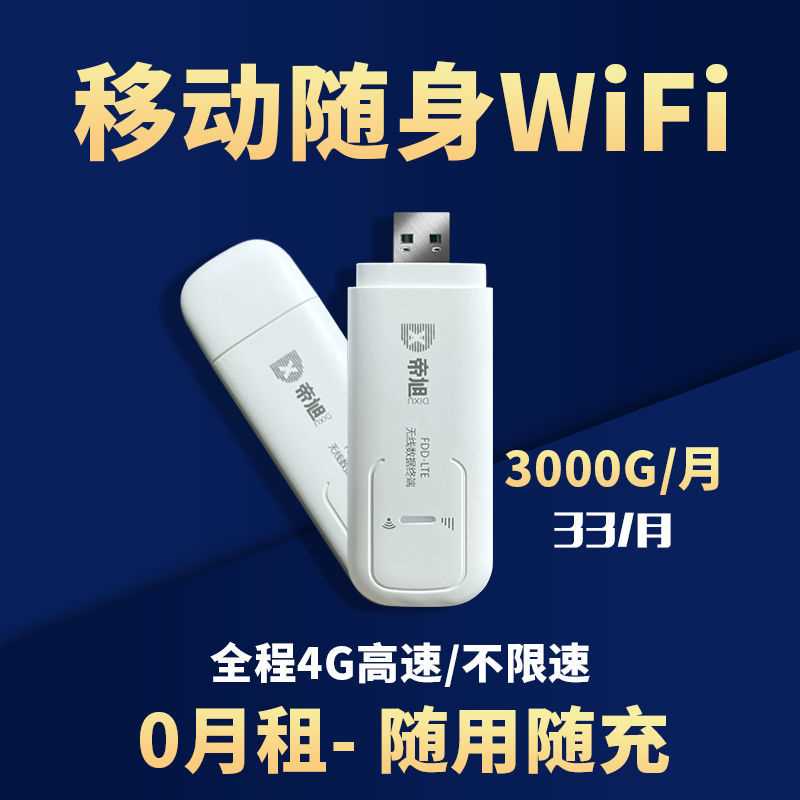 移动随身WiFi
帝旭
FDD-LTE
无线数据终端
帝旭
3000G/月
33/月
全程4G高速/不限速
0月租- 随用随充